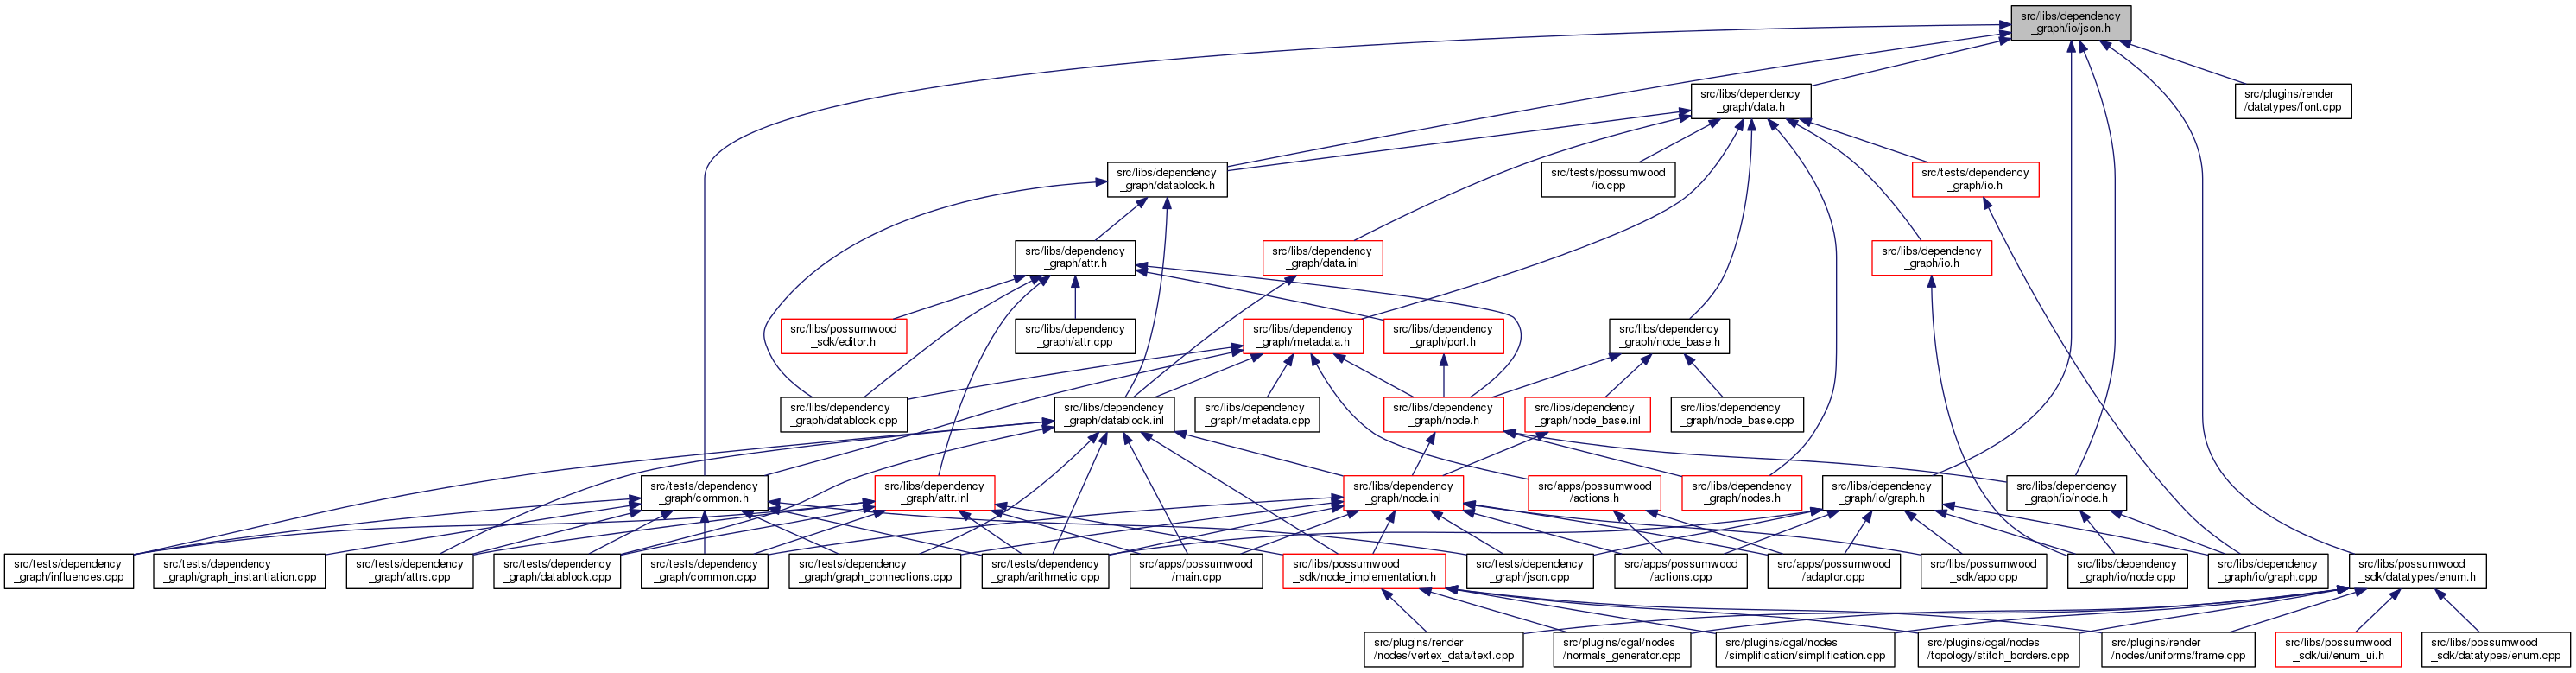 src/libs/dependency
_graph/io/json.h
src/libs/dependency
_graph/data.h
src/plugins/render
/datatypes/font.cpp
src/libs/dependency
_graph/datablock.h
src/tests/possumwood
/io.cpp
src/tests/dependency
_graph/io.h
src/libs/dependency
_graph/attr.h
src/libs/dependency
_graph/data.inl
src/libs/dependency
_graph/io.h
src/libs/possumwood
_sdk/editor.h
src/libs/dependency
_graph/attr.cpp
src/libs/dependency
_graph/metadata.h
src/libs/dependency
_graph/port.h
src/libs/dependency
_graph/node_base.h
src/libs/dependency
_graph/datablock.cpp
src/libs/dependency
_graph/datablock.inl
src/libs/dependency
_graph/metadata.cpp
src/libs/dependency
_graph/node.h
src/libs/dependency
_graph/node_base.inl
src/libs/dependency
_graph/node_base.cpp
src/tests/dependency
_graph/common.h
src/libs/dependency
_graph/attr.inl
src/libs/dependency
_graph/node.inl
src/apps/possumwood
/actions.h
src/libs/dependency
_graph/nodes.h
src/libs/dependency
_graph/io/graph.h
src/libs/dependency
_graph/io/node.h
src/tests/dependency
_graph/influences.cpp
src/tests/dependency
_graph/graph_instantiation.cpp
src/tests/dependency
_graph/attrs.cpp
src/tests/dependency
_graph/datablock.cpp
src/tests/dependency
_graph/common.cpp
src/tests/dependency
_graph/graph_connections.cpp
src/tests/dependency
_graph/arithmetic.cpp
src/apps/possumwood
/main.cpp
src/libs/possumwood
_sdk/node_implementation.h
src/tests/dependency
_graph/json.cpp
src/apps/possumwood
/actions.cpp
src/apps/possumwood
/adaptor.cpp
src/libs/possumwood
_sdk/app.cpp
src/libs/dependency
_graph/io/node.cpp
src/libs/dependency
_graph/io/graph.cpp
src/libs/possumwood
_sdk/datatypes/enum.h
src/plugins/render
/nodes/vertex_data/text.cpp
src/plugins/cgal/nodes
/normals_generator.cpp
src/plugins/cgal/nodes
/simplification/simplification.cpp
src/plugins/cgal/nodes
/topology/stitch_borders.cpp
src/plugins/render
/nodes/uniforms/frame.cpp
src/libs/possumwood
_sdk/ui/enum_ui.h
src/libs/possumwood
_sdk/datatypes/enum.cpp